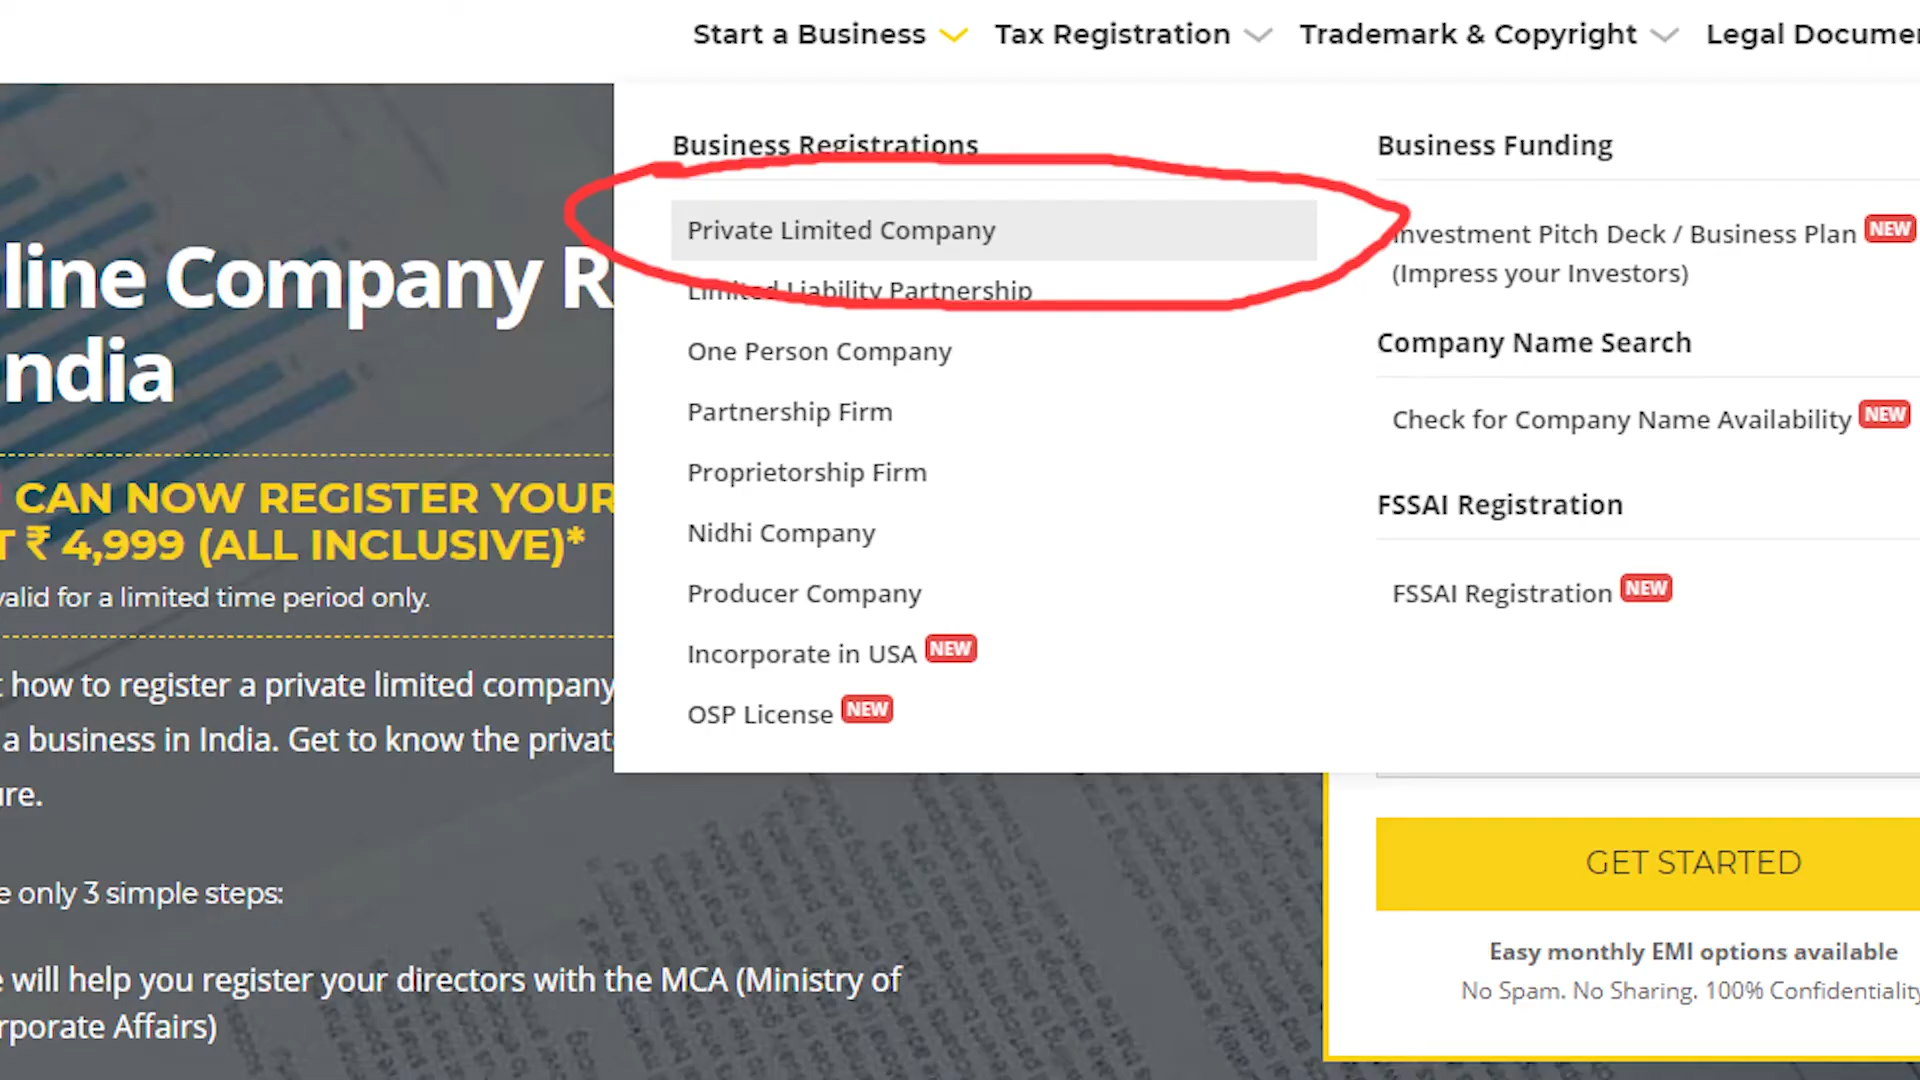 Start a Business
Tax Registration
Trademark & Copyright
Legal Documen
Business Registrations
Private Limited Company
Limited Liability Partnership
One Person Company
Partnership Firm
Proprietorship Firm
Nidhi Company
Producer Company
Incorporate in USA NEW
OSP License NEW
Business Funding
Investment Pitch Deck / Business Plan NEW
(Impress your Investors)
Company Name Search
Check for Company Name Availability NEW
FSSAI Registration
FSSAI Registration NEW
line Company R
ndia
CAN NOW REGISTER YOUR
T ₹ 4,999 (ALL INCLUSIVE)*
valid for a limited time period only.
t how to register a private limited company
a business in India. Get to know the privat
ure.
e only 3 simple steps:
e will help you register your directors with the MCA (Ministry of
rporate Affairs)
GET STARTED
Easy monthly EMI options available
No Spam. No Sharing. 100% Confidentiality